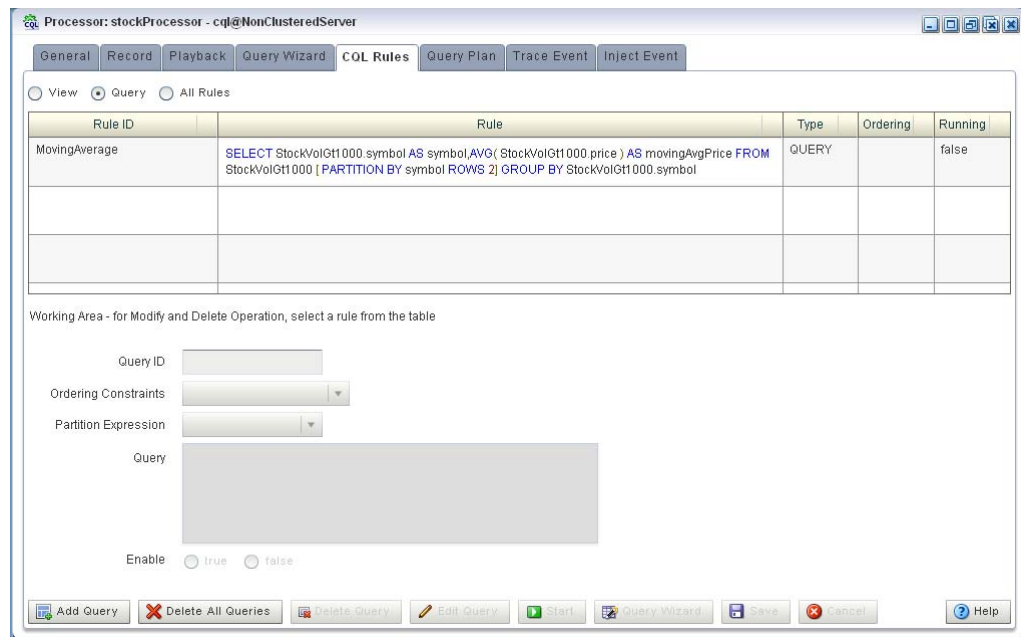 CQL
Processor: stockProcessor - cql@NonClusteredServer
General Record Playback Query Wizard CQL Rules Query Plan Trace Event Inject Event
View Query All Rules
Rule ID Rule Type Ordering Running
MovingAverage SELECT StockVolGt1000.symbol AS symbol,AVG( StockVolGt1000.price ) AS movingAvgPrice FROM QUERY false
StockVolGt1000 [ PARTITION BY symbol ROWS 2] GROUP BY StockVolGt1000.symbol
Working Area - for Modify and Delete Operation, select a rule from the table
Query ID
Ordering Constraints
Partition Expression
Query
Enable true false
Add Query Delete All Queries Delete Query Edit Query Start Query Wizard Save Cancel Help